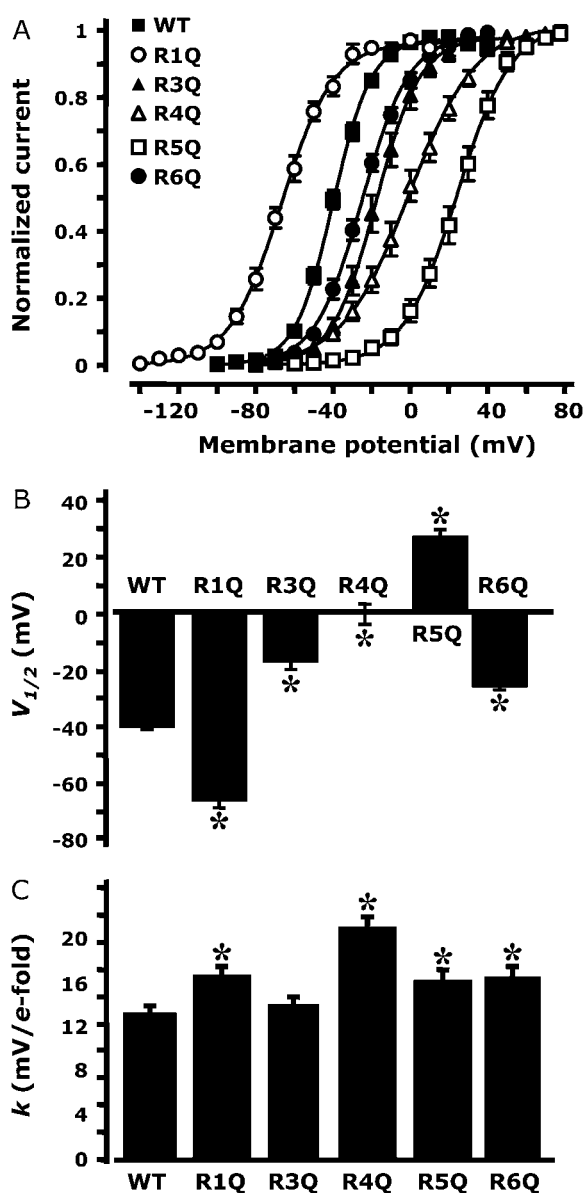 A
WT
R1Q
R3Q
R4Q
R5Q
R6Q
Normalized current
1
0.8
0.6
0.4
0.2
0
-120 -80 -40 0 40 80
Membrane potential (mV)
B
V1/2 (mV)
40
20
0
-20
-40
-60
-80
WT R1Q R3Q R4Q R6Q
R5Q
* * * * *
C
k (mV/e-fold)
20
16
12
8
4
0
* * * *
WT R1Q R3Q R4Q R5Q R6Q